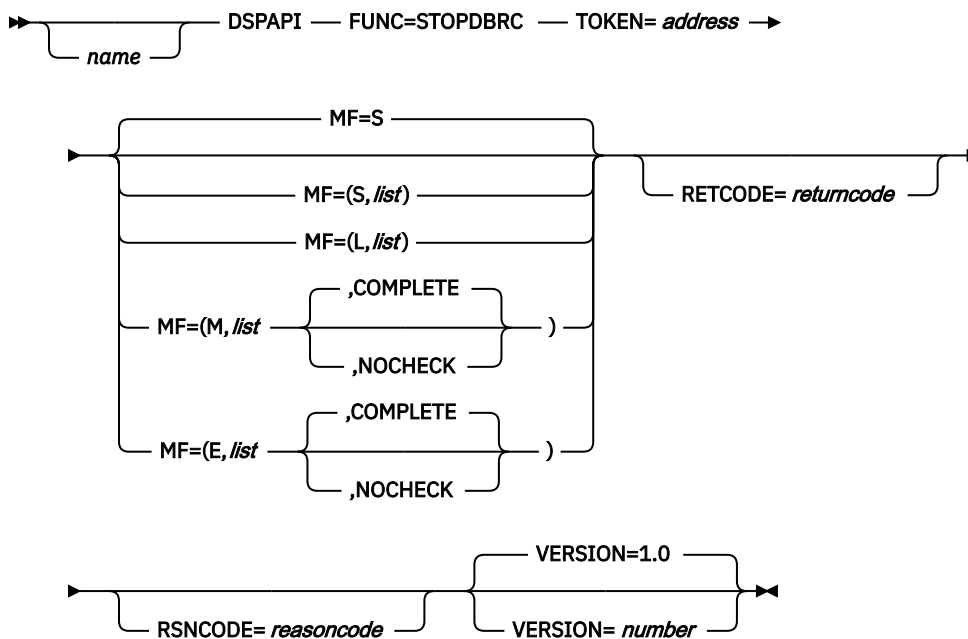 DSPAPI FUNC=STOPDBRC TOKEN= address
name
MF=S
MF=(S,list)
RETCODE= returncode
MF=(L,list)
,COMPLETE
MF=(M,list )
,NOCHECK
,COMPLETE
MF=(E,list )
,NOCHECK
VERSION=1.0
RSNCODE= reasoncode
VERSION= number